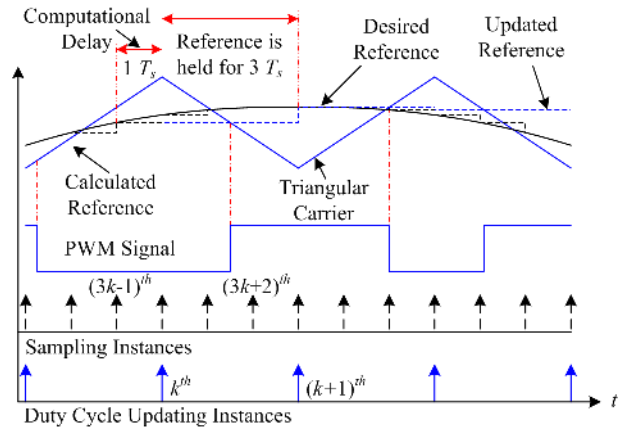 Computational
Delay
1 Ts
Reference is
held for 3 Ts
Desired
Reference
Updated
Reference
Calculated
Reference
Triangular
Carrier
PWM Signal
(3k-1)th
(3k+2)th
Sampling Instances
kth
(k+1)th
t
Duty Cycle Updating Instances